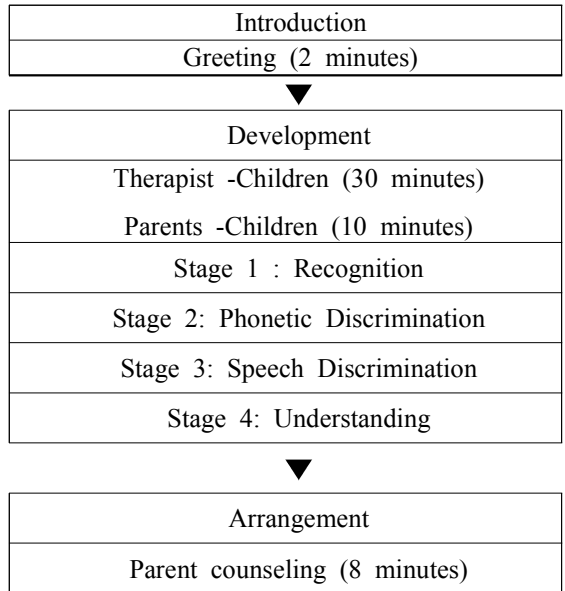 Introduction
Greeting (2 minutes)
Development
Therapist -Children (30 minutes)
Parents -Children (10 minutes)
Stage 1 : Recognition
Stage 2: Phonetic Discrimination
Stage 3: Speech Discrimination
Stage 4: Understanding
Arrangement
Parent counseling (8 minutes)